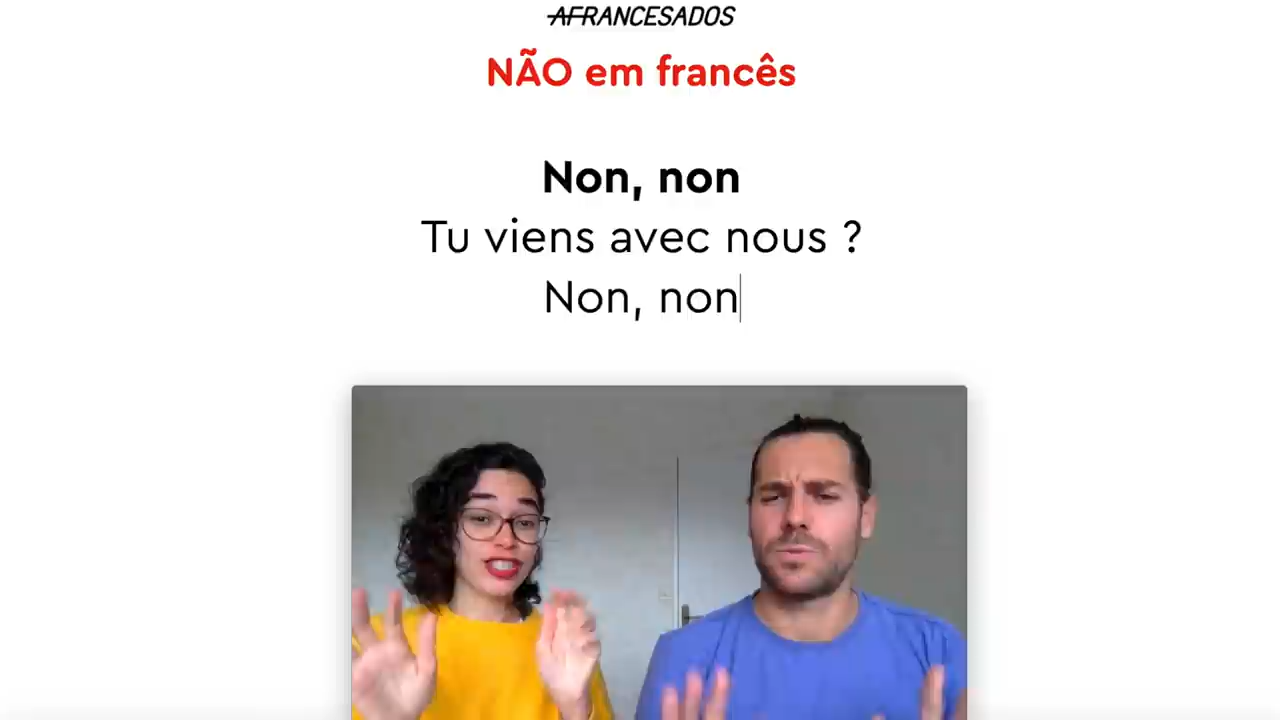 AFRANCESADOS
NÃO em francês
Non, non
Tu viens avec nous ?
Non, non